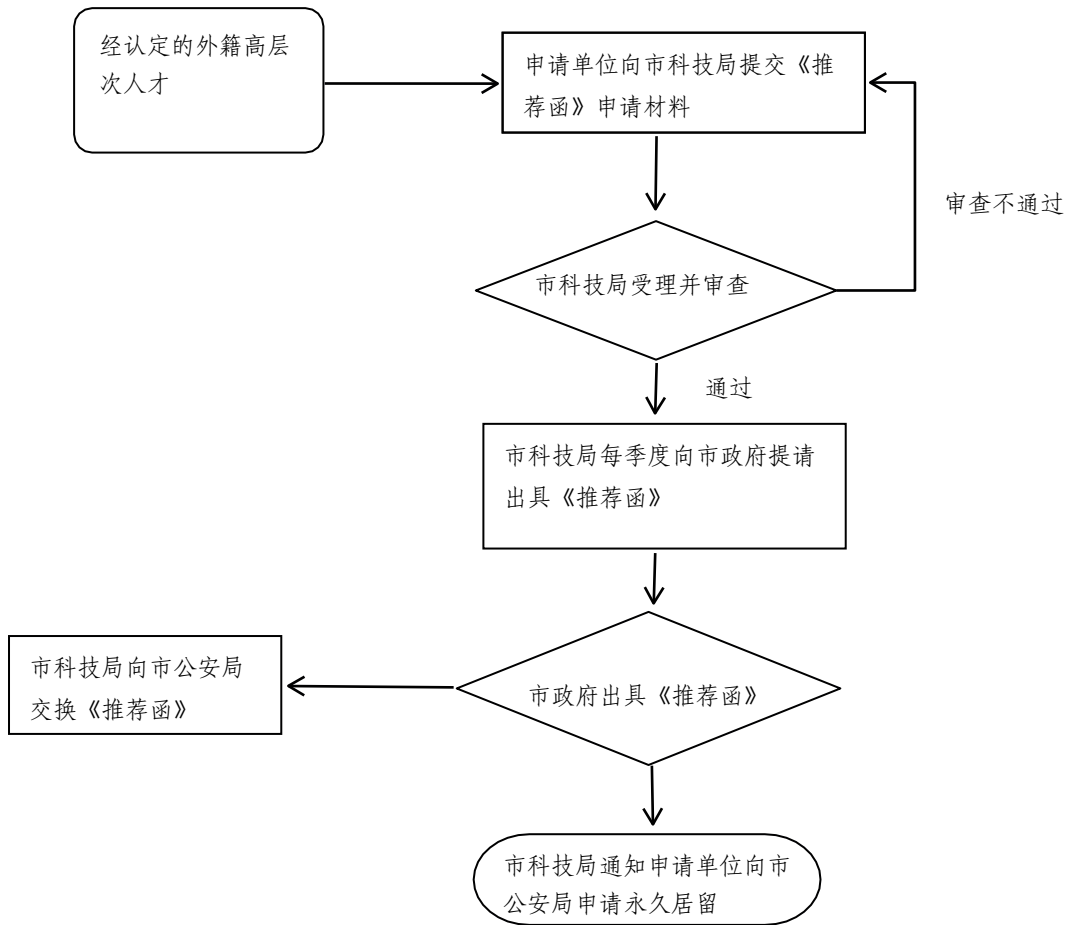 经认定的外籍高层
次人才
申请单位向市科技局提交《推
荐函》申请材料
审查不通过
市科技局受理并审查
通过
市科技局每季度向市政府提请
出具《推荐函》
市科技局向市公安局
交换《推荐函》
市政府出具《推荐函》
市科技局通知申请单位向市
公安局申请永久居留